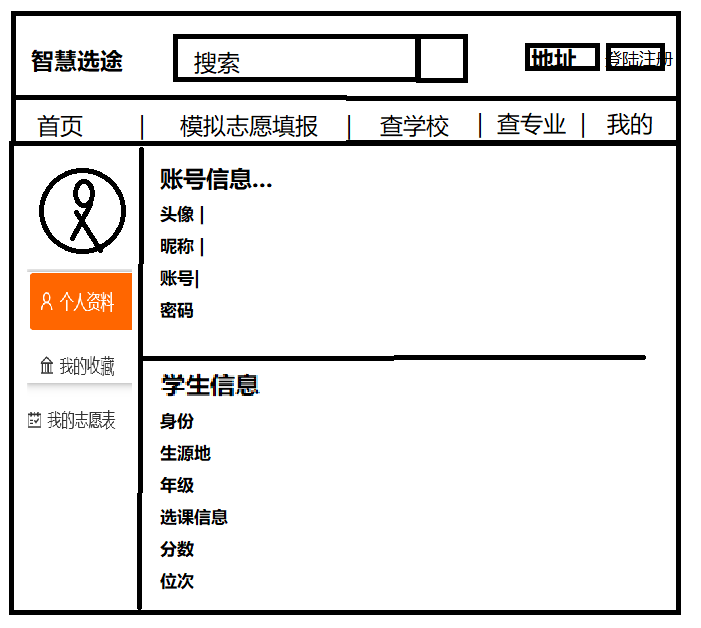 智慧选途 搜索 地址 登陆注册
首页 | 模拟志愿填报 | 查学校 | 查专业 | 我的
个人资料
我的收藏
我的志愿表
账号信息...
头像 |
昵称 |
账号|
密码
学生信息
身份
生源地
年级
选课信息
分数
位次